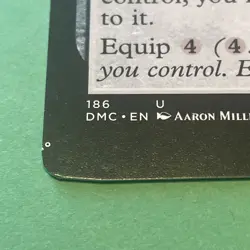 control, you
to it.
Equip 4 (4
you control. E
186 U
DMC • EN AARON MILL